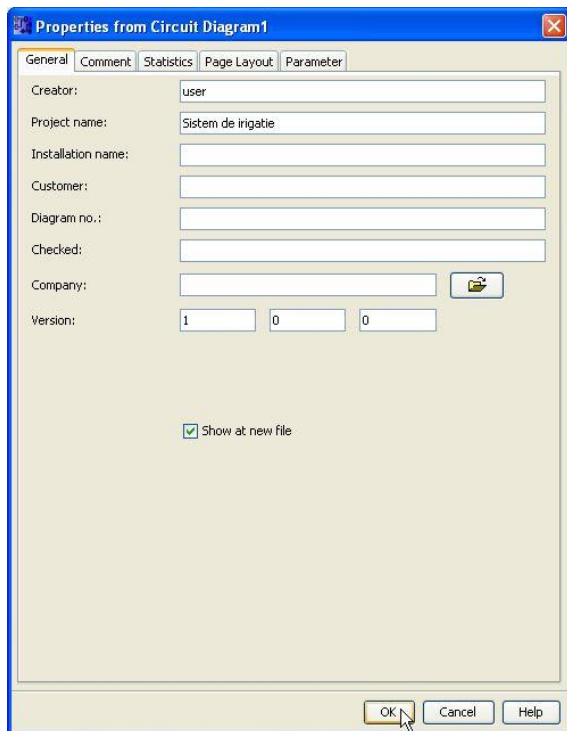 Properties from Circuit Diagram1
General Comment Statistics Page Layout Parameter
Creator: user
Project name: Sistem de irigatie
Installation name:
Customer:
Diagram no.:
Checked:
Company:
Version: 1 0 0
Show at new file
OK Cancel Help